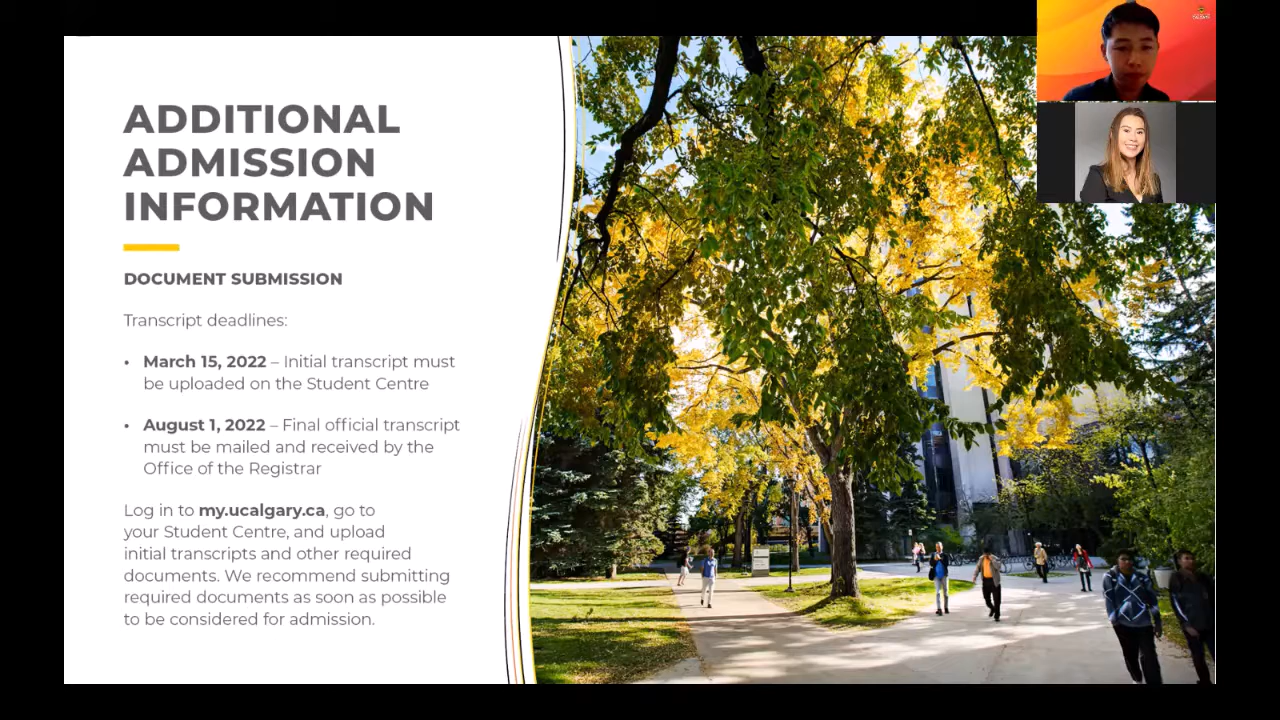 ADDITIONAL
ADMISSION
INFORMATION
DOCUMENT SUBMISSION
Transcript deadlines:
• March 15, 2022 – Initial transcript must
be uploaded on the Student Centre
• August 1, 2022 – Final official transcript
must be mailed and received by the
Office of the Registrar
Log in to my.ucalgary.ca, go to
your Student Centre, and upload
initial transcripts and other required
documents. We recommend submitting
required documents as soon as possible
to be considered for admission.